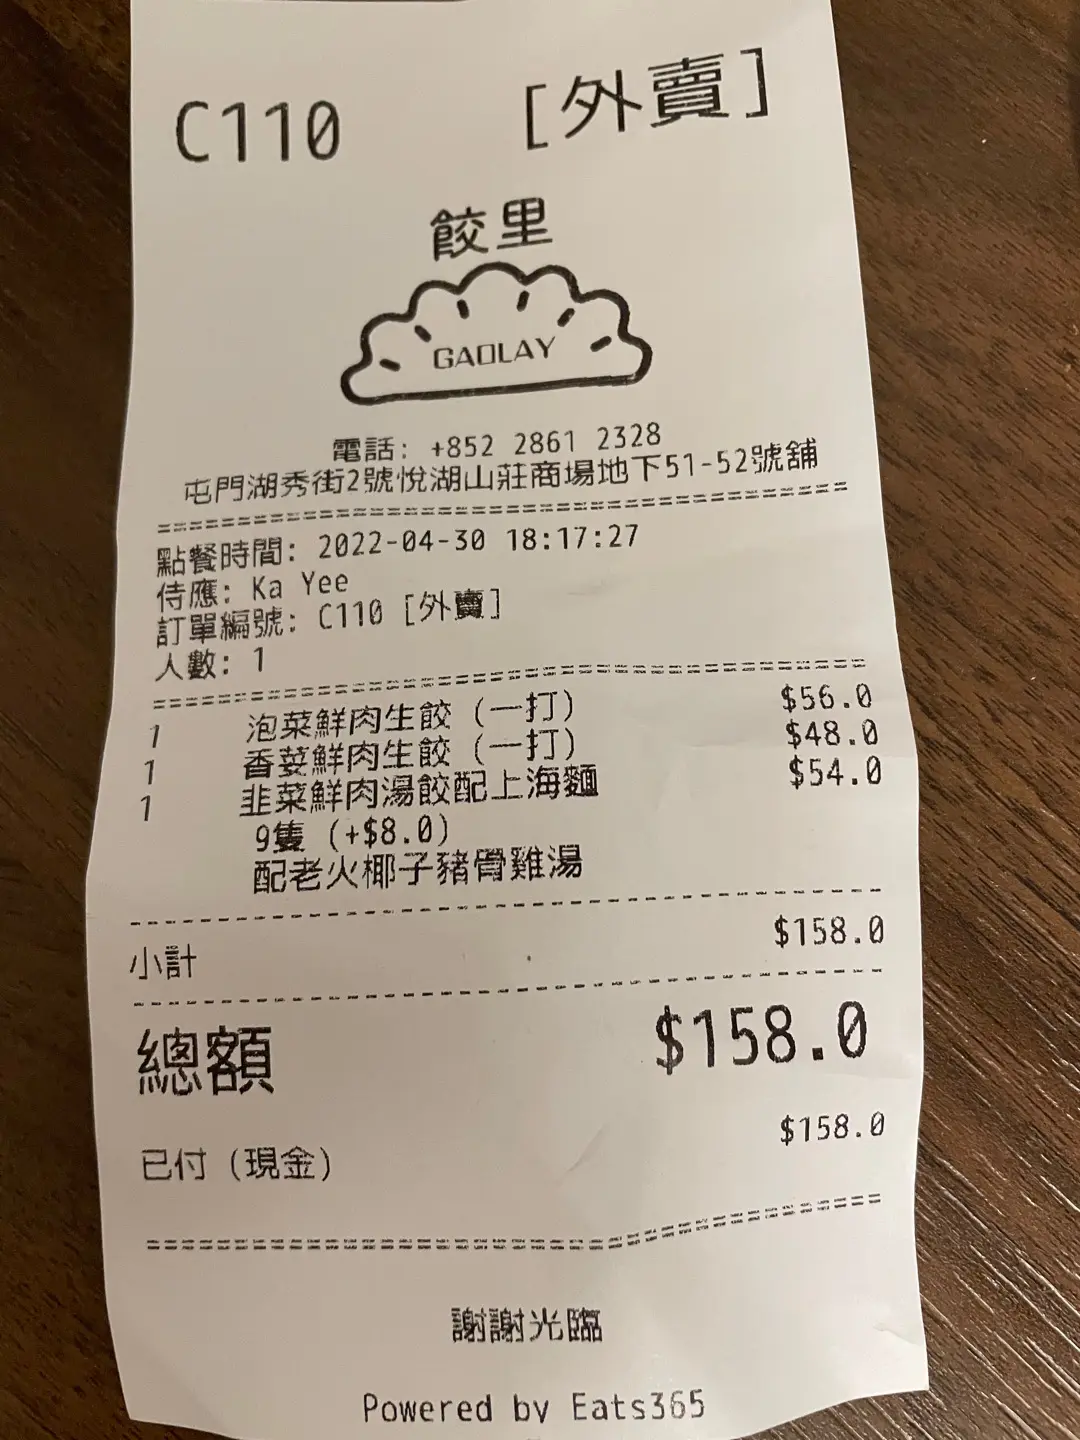 C110 [外賣]
餃里
GAOLAY
電話: +852 2861 2328
屯門湖秀街2號悅湖山莊商場地下51-52號舖
點餐時間: 2022-04-30 18:17:27
侍應: Ka Yee
訂單編號: C110 [外賣]
人數: 1
1 泡菜鮮肉生餃 (一打) $56.0
1 香荽鮮肉生餃 (一打) $48.0
1 韭菜鮮肉湯餃配上海麵 $54.0
9隻 (+$8.0)
配老火椰子豬骨雞湯
小計 $158.0
總額 $158.0
已付 (現金) $158.0
謝謝光臨
Powered by Eats365